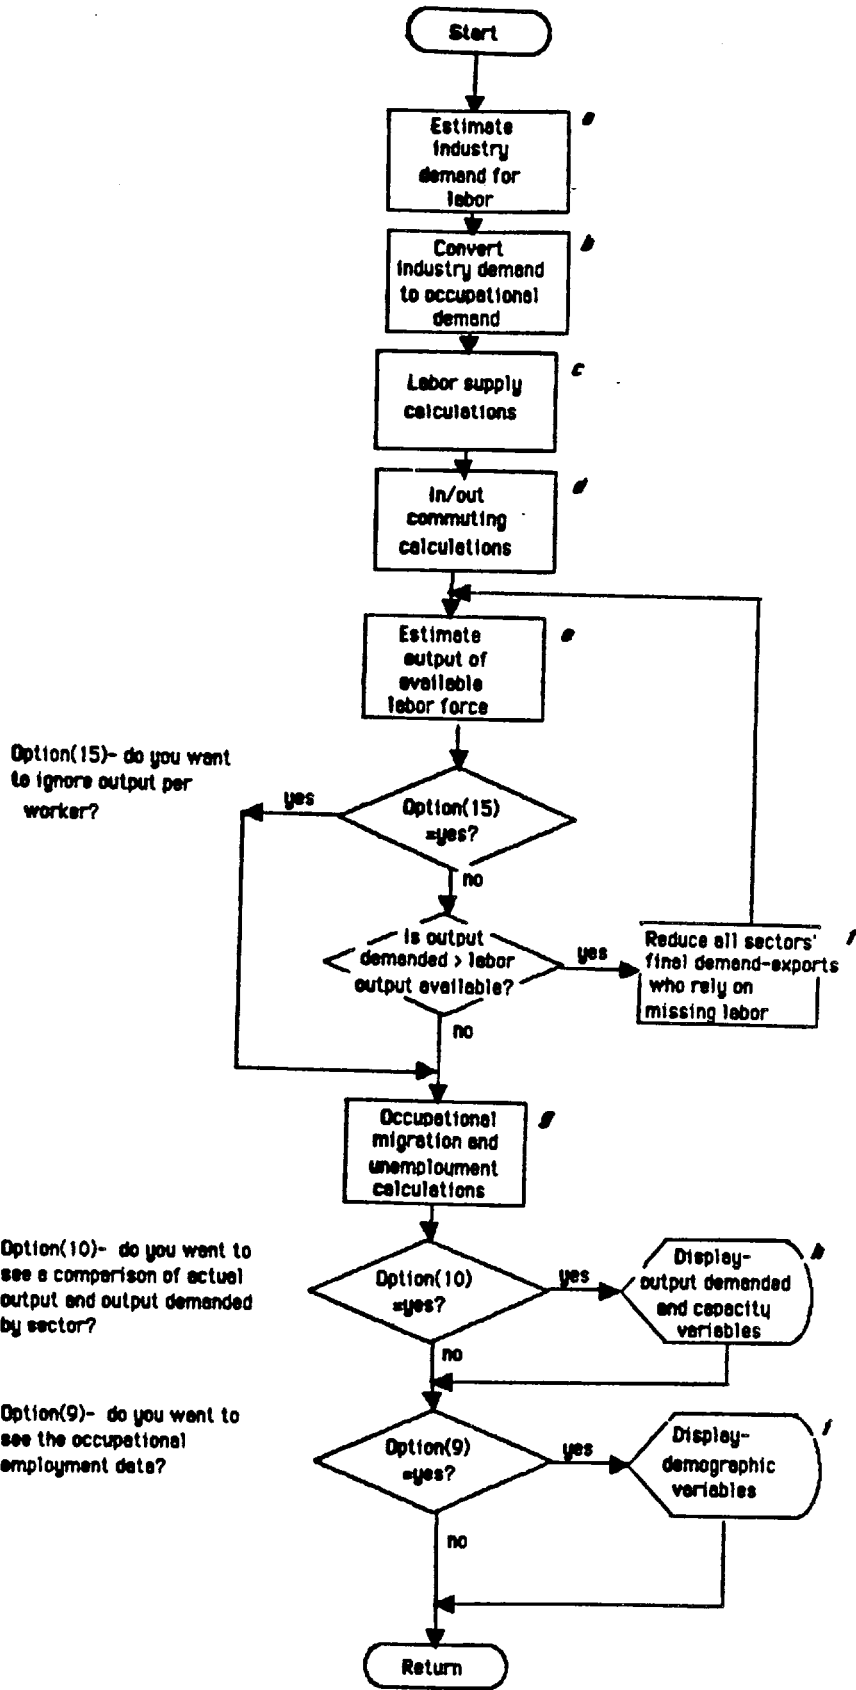 Start
a
Estimate
industry
demand for
labor
b
Convert
industry demand
to occupational
demand
c
Labor supply
calculations
d
In/out
commuting
calculations
e
Estimate
output of
available
labor force
Option(15)- do you want
to ignore output per
worker?
yes
Option(15)
=yes?
no
Is output
demanded > labor
output available?
yes
Reduce all sectors'
final demand-exports
who rely on
missing labor
f
no
g
Occupational
migration and
unemployment
calculations
Option(10)- do you want to
see a comparison of actual
output and output demanded
by sector?
Option(10)
=yes?
yes
Display-
output demanded
and capacity
variables
h
no
Option(9)- do you want to
see the occupational
employment data?
Option(9)
=yes?
yes
Display-
demographic
variables
no
Return